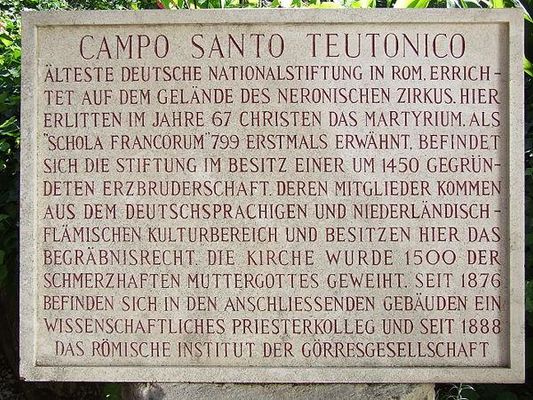 CAMPO SANTO TEUTONICO
ÄLTESTE DEUTSCHE NATIONALSTIFTUNG IN ROM. ERRICH-
TET AUF DEM GELÄNDE DES NERONISCHEN ZIRKUS. HIER
ERLITTEN IM JAHRE 67 CHRISTEN DAS MARTYRIUM. ALS
"SCHOLA FRANCORUM" 799 ERSTMALS ERWÄHNT, BEFINDET
SICH DIE STIFTUNG IM BESITZ EINER UM 1450 GEGRÜN-
DETEN ERZBRUDERSCHAFT. DEREN MITGLIEDER KOMMEN
AUS DEM DEUTSCHSPRACHIGEN UND NIEDERLÄNDISCH-
FLÄMISCHEN KULTURBEREICH UND BESITZEN HIER DAS
BEGRÄBNISRECHT. DIE KIRCHE WURDE 1500 DER
SCHMERZHAFTEN MUTTERGOTTES GEWEIHT. SEIT 1876
BEFINDEN SICH IN DEN ANSCHLIESSENDEN GEBÄUDEN EIN
WISSENSCHAFTLICHES PRIESTERKOLLEG UND SEIT 1888
DAS RÖMISCHE INSTITUT DER GÖRRESGESELLSCHAFT